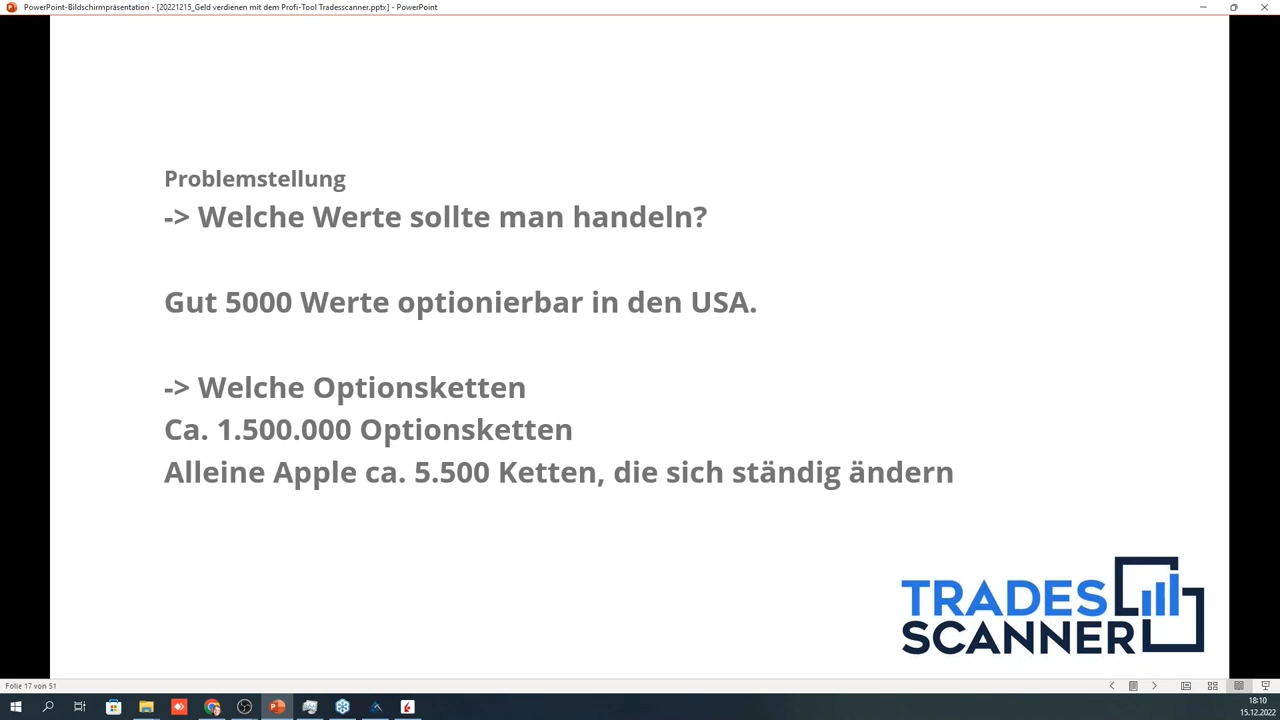 PowerPoint-Bildschirmpräsentation - [20221215_Geld verdienen mit dem Profi-Tool Tradesscanner.pptx] - PowerPoint
Problemstellung
-> Welche Werte sollte man handeln?
Gut 5000 Werte optionierbar in den USA.
-> Welche Optionsketten
Ca. 1.500.000 Optionsketten
Alleine Apple ca. 5.500 Ketten, die sich ständig ändern
TRADES
SCANNER
Folie 17 von 51
18:10
15.12.2022